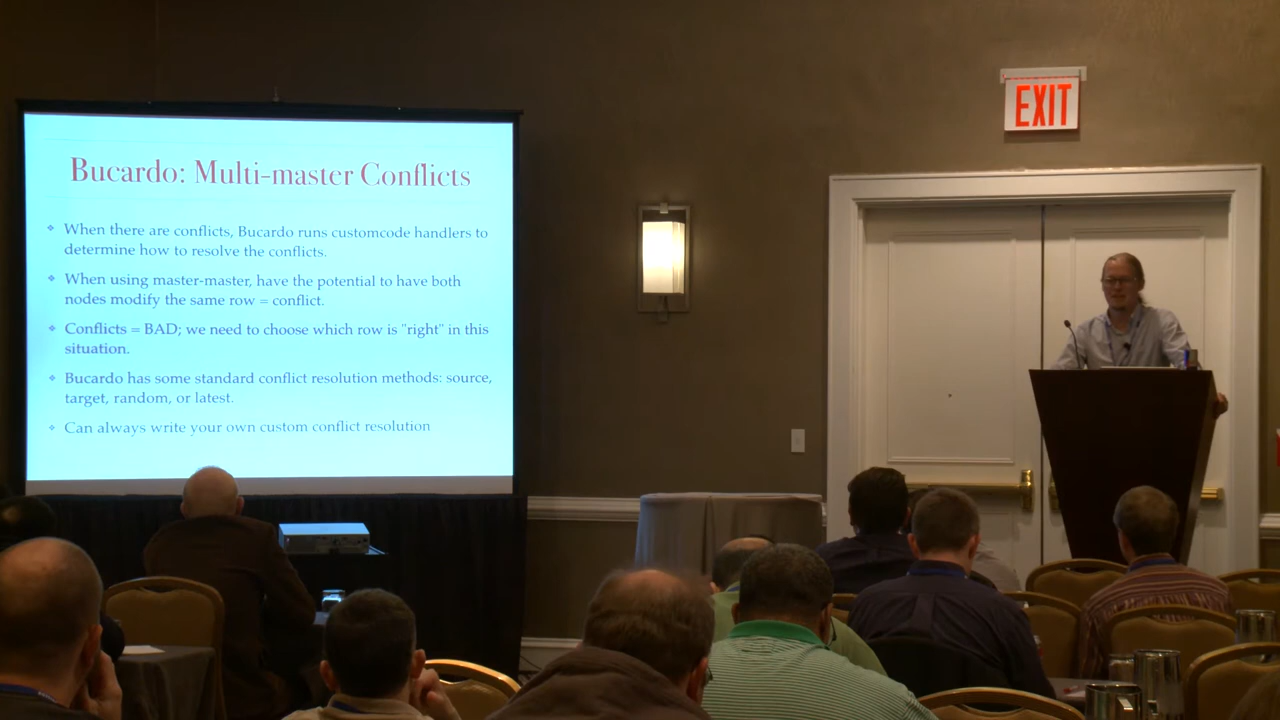 Bucardo: Multi-master Conflicts
When there are conflicts, Bucardo runs customcode handlers to
determine how to resolve the conflicts.
When using master-master, have the potential to have both
nodes modify the same row = conflict.
Conflicts = BAD; we need to choose which row is "right" in this
situation.
Bucardo has some standard conflict resolution methods: source,
target, random, or latest.
Can always write your own custom conflict resolution
EXIT